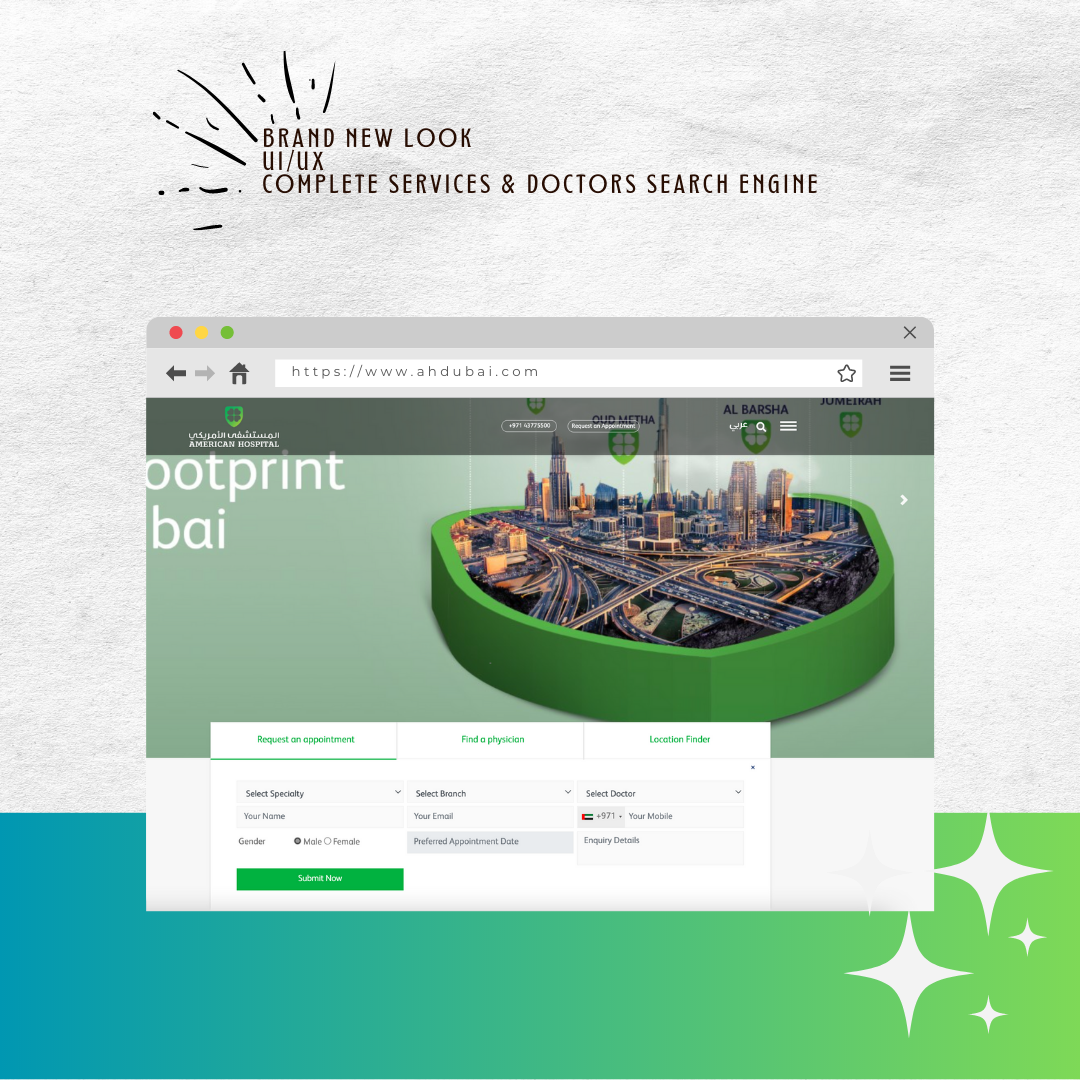 BRAND NEW LOOK
UI/UX
COMPLETE SERVICES & DOCTORS SEARCH ENGINE
https://www.ahdubai.com
المستشفى الأمريكي
AMERICAN HOSPITAL
+971 43775500
Request an Appointment
عربي
OUD METHA
AL BARSHA
JUMEIRAH
ootprint
bai
Request an appointment
Find a physician
Location Finder
×
Select Specialty
Select Branch
Select Doctor
Your Name
Your Email
+971
Your Mobile
Gender
Male
Female
Preferred Appointment Date
Enquiry Details
Submit Now